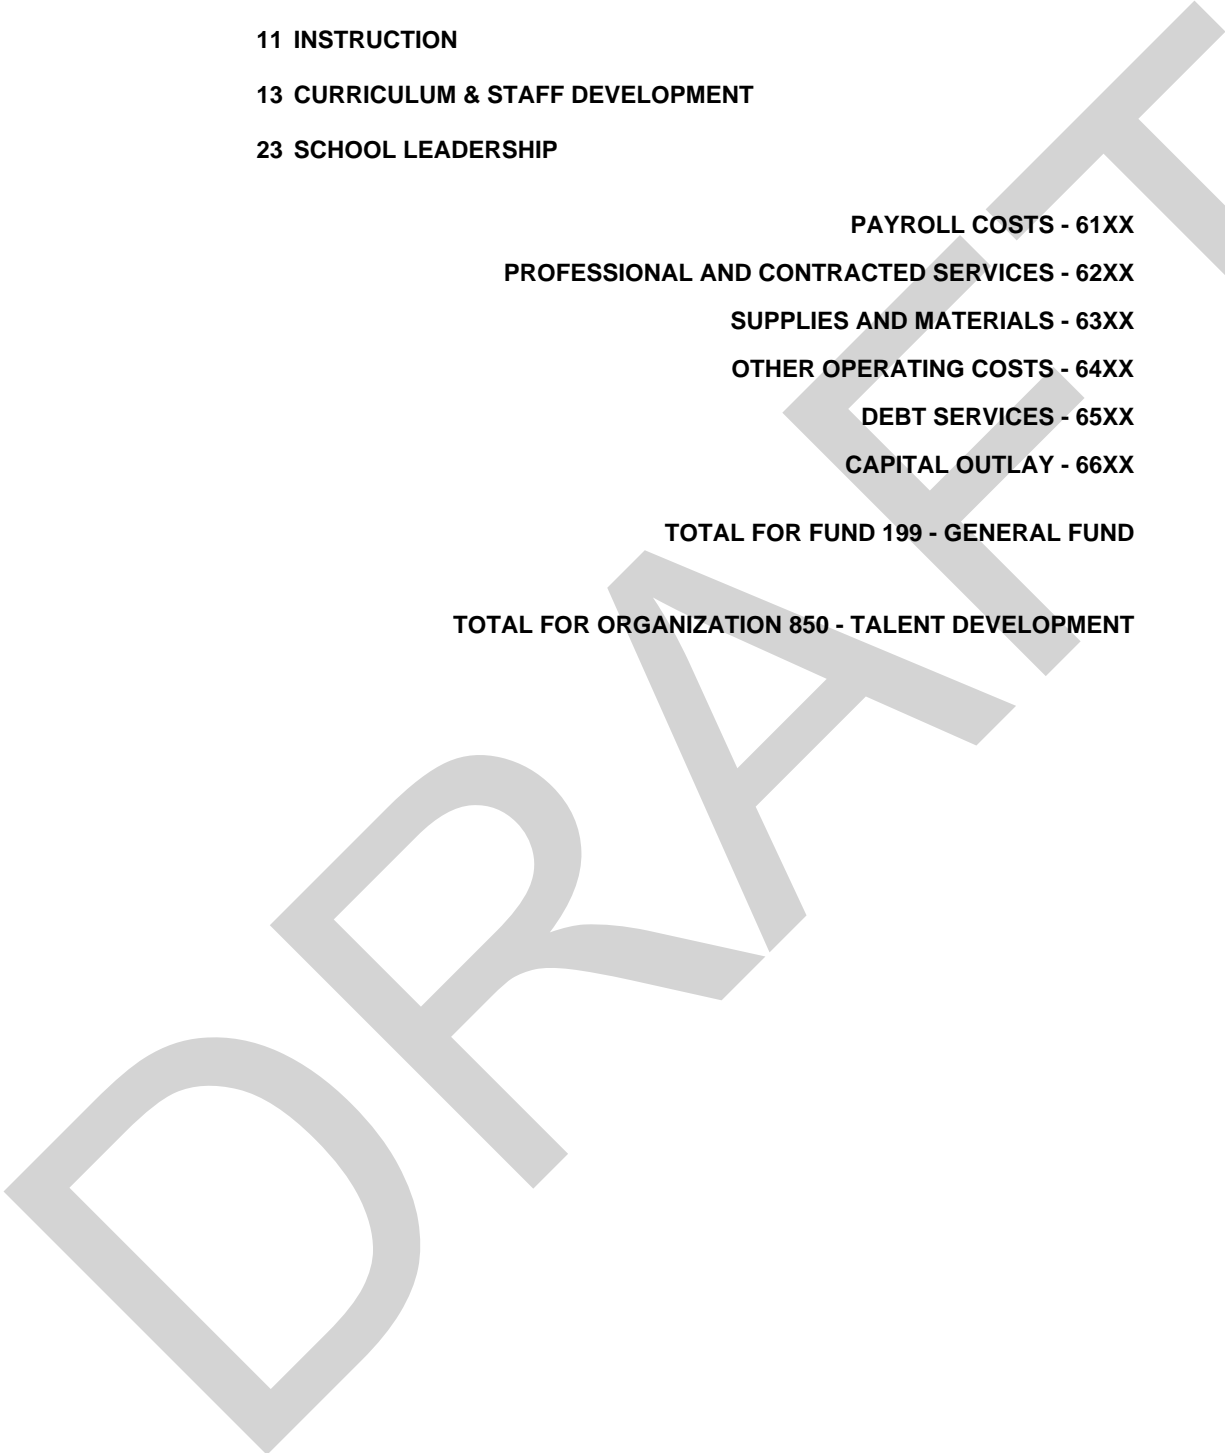 11 INSTRUCTION
13 CURRICULUM & STAFF DEVELOPMENT
23 SCHOOL LEADERSHIP
PAYROLL COSTS - 61XX
PROFESSIONAL AND CONTRACTED SERVICES - 62XX
SUPPLIES AND MATERIALS - 63XX
OTHER OPERATING COSTS - 64XX
DEBT SERVICES - 65XX
CAPITAL OUTLAY - 66XX
TOTAL FOR FUND 199 - GENERAL FUND
TOTAL FOR ORGANIZATION 850 - TALENT DEVELOPMENT
DRAFT